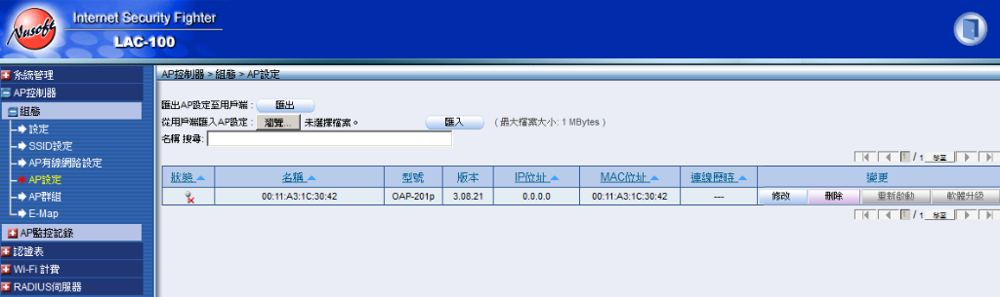 Nusoft
Internet Security Fighter
LAC-100
系統管理
AP控制器
組態
設定
SSID設定
AP有線網路設定
AP設定
AP群組
E-Map
AP監控記錄
認證表
Wi-Fi 計費
RADIUS伺服器
AP控制器 > 組態 > AP設定
匯出AP設定至用戶端 : 匯出
從用戶端匯入AP設定 : 瀏覽... 未選擇檔案。 匯入 ( 最大檔案大小: 1 MBytes )
名稱 搜尋:
1 / 1 移至
狀態 名稱 型號 版本 IP位址 MAC位址 連線歷時 變更
00:11:A3:1C:30:42 OAP-201p 3.08.21 0.0.0.0 00:11:A3:1C:30:42 --- 修改 刪除 重新啟動 軟體升級
1 / 1 移至